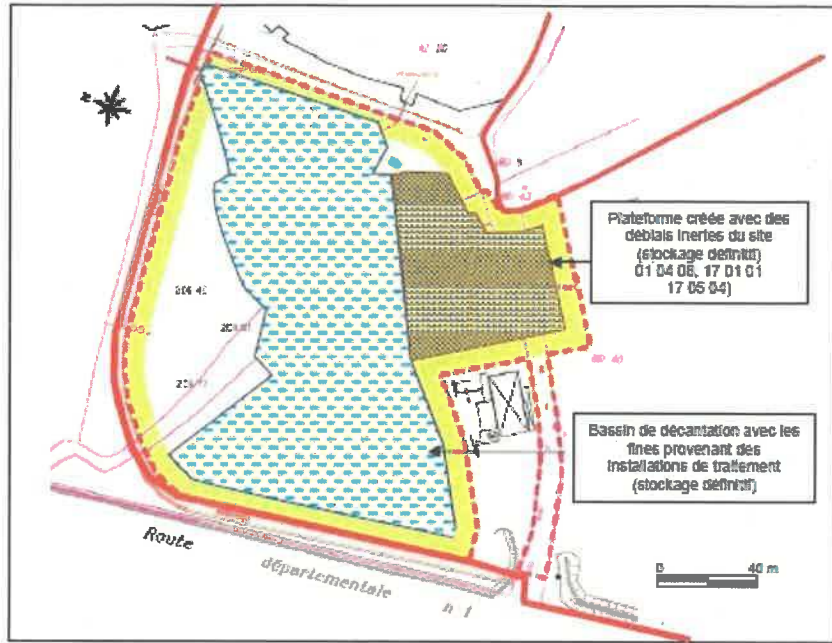 Plateforme créée avec des
déblais inertes du site
(stockage définitif)
01 04 08, 17 01 01
17 05 04)
Bassin de décantation avec les
fines provenant des
installations de traitement
(stockage définitif)
Route
départementale
n 1
0 40 m